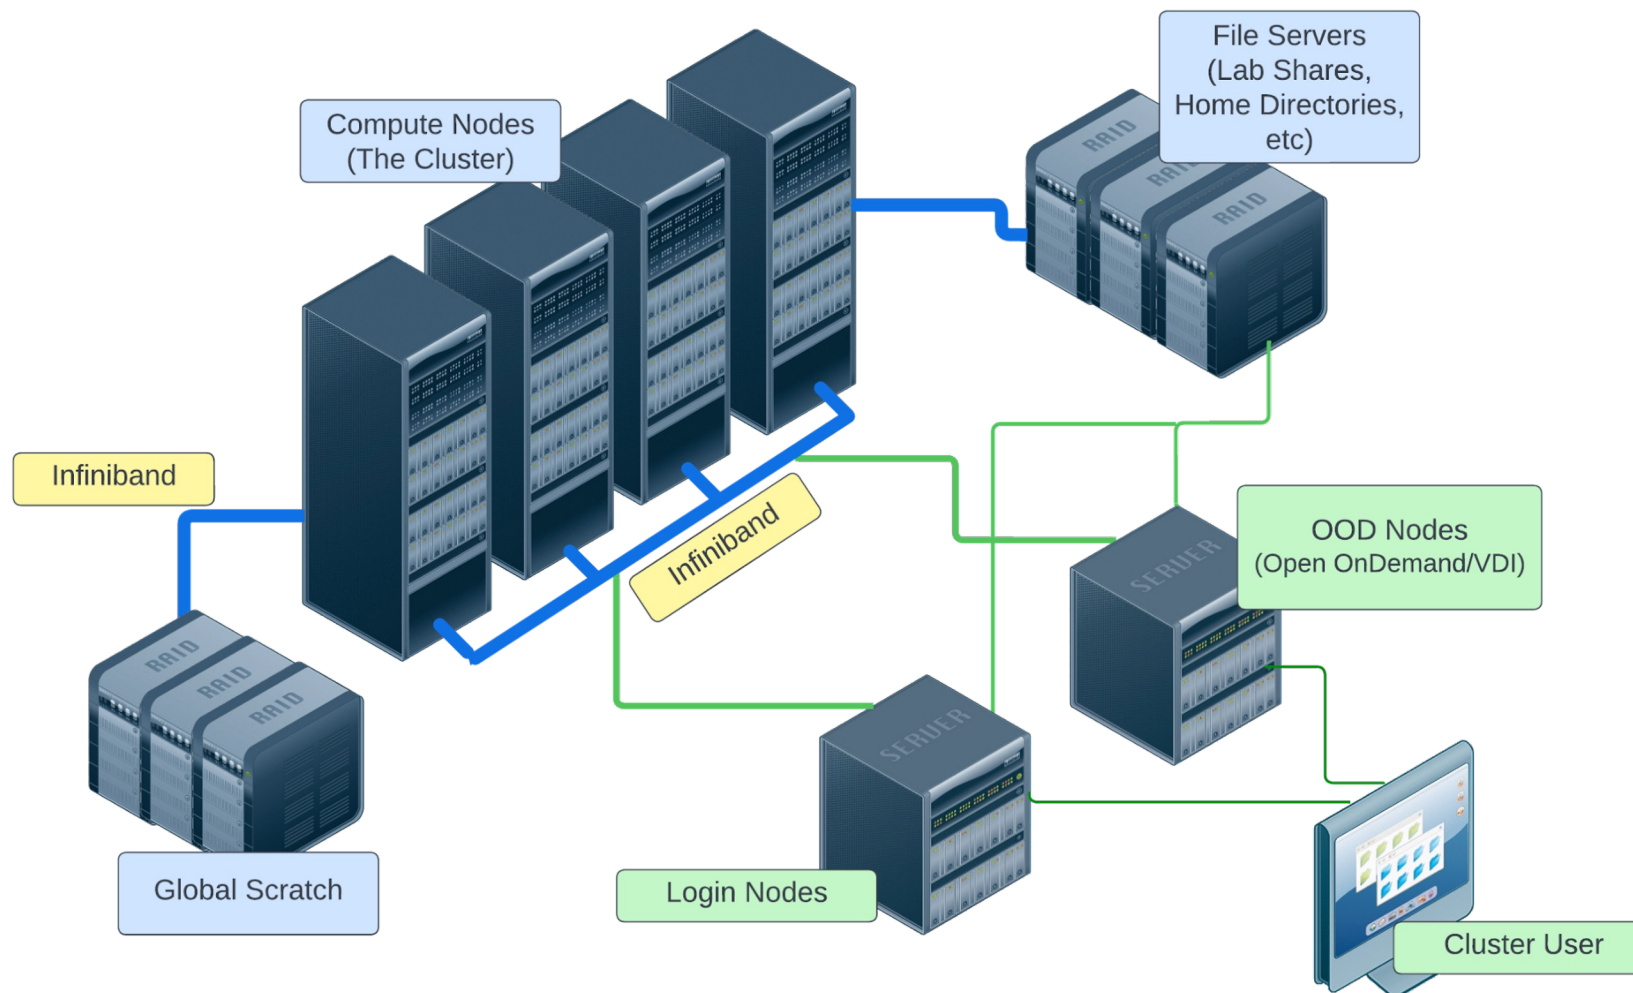 File Servers
(Lab Shares,
Home Directories,
etc)
Compute Nodes
(The Cluster)
RAID
RAID
RAID
Infiniband
Infiniband
OOD Nodes
(Open OnDemand/VDI)
SERVER
RAID
RAID
RAID
SERVER
Global Scratch
Login Nodes
Cluster User